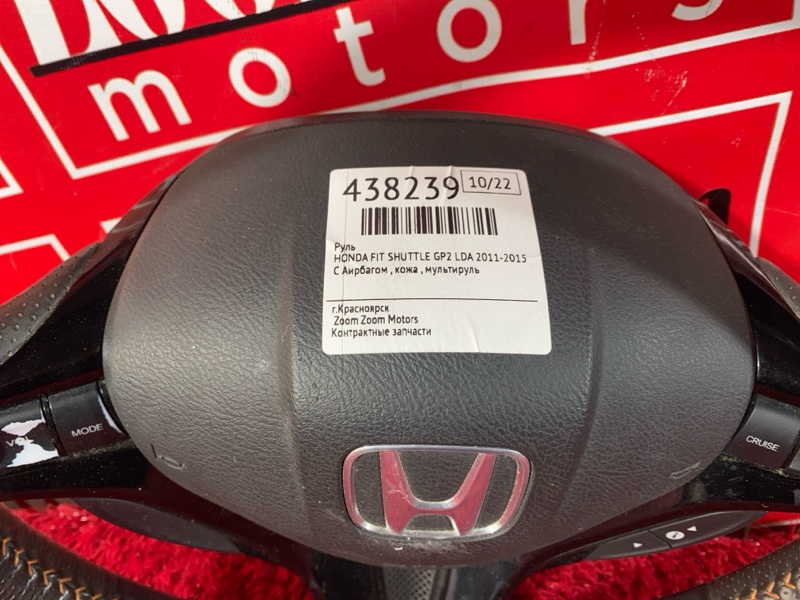 motors
438239 10/22
Руль
HONDA FIT SHUTTLE GP2 LDA 2011-2015
С Аирбагом , кожа , мультируль
г.Красноярск
Zoom Zoom Motors
Контрактные запчасти
MODE
CRUISE